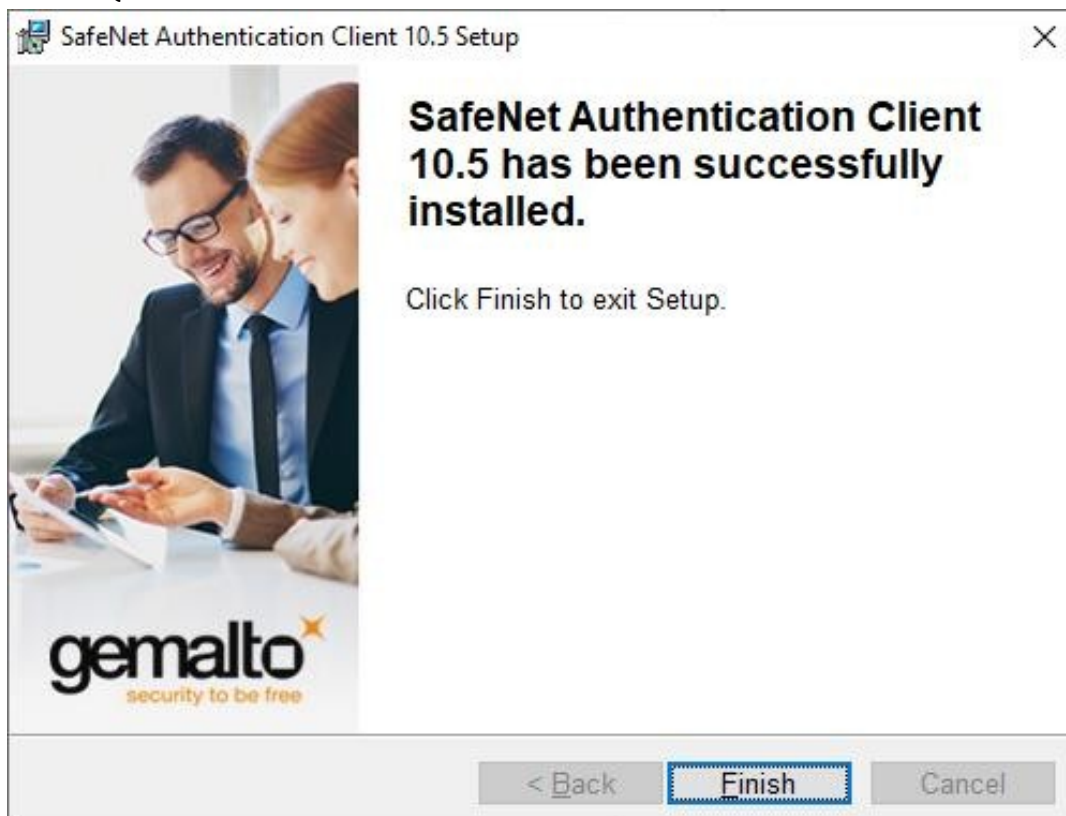 SafeNet Authentication Client 10.5 Setup
SafeNet Authentication Client
10.5 has been successfully
installed.
Click Finish to exit Setup.
gemalto
security to be free
< Back
Finish
Cancel